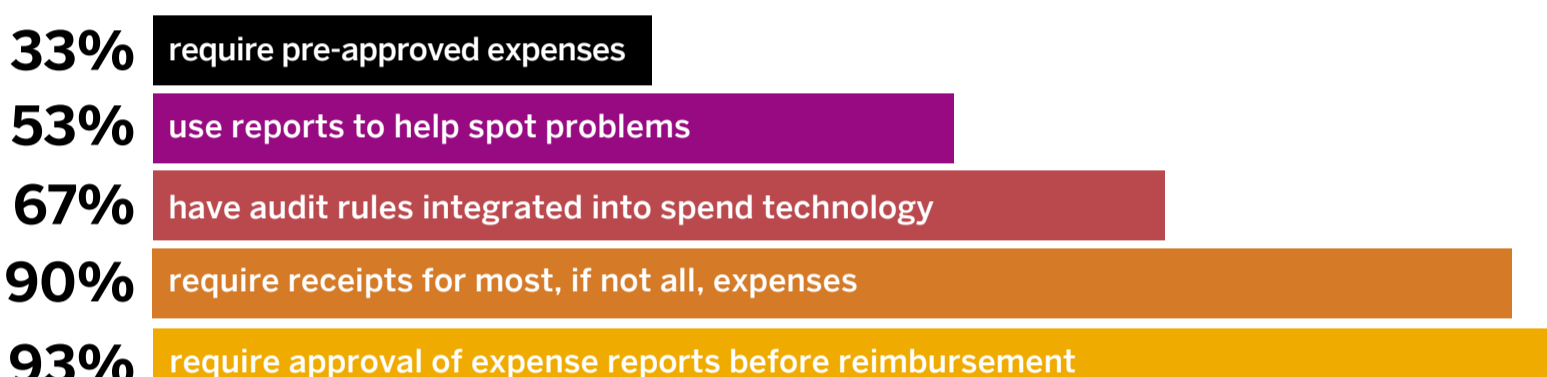 33% require pre-approved expenses
53% use reports to help spot problems
67% have audit rules integrated into spend technology
90% require receipts for most, if not all, expenses
93% require approval of expense reports before reimbursement